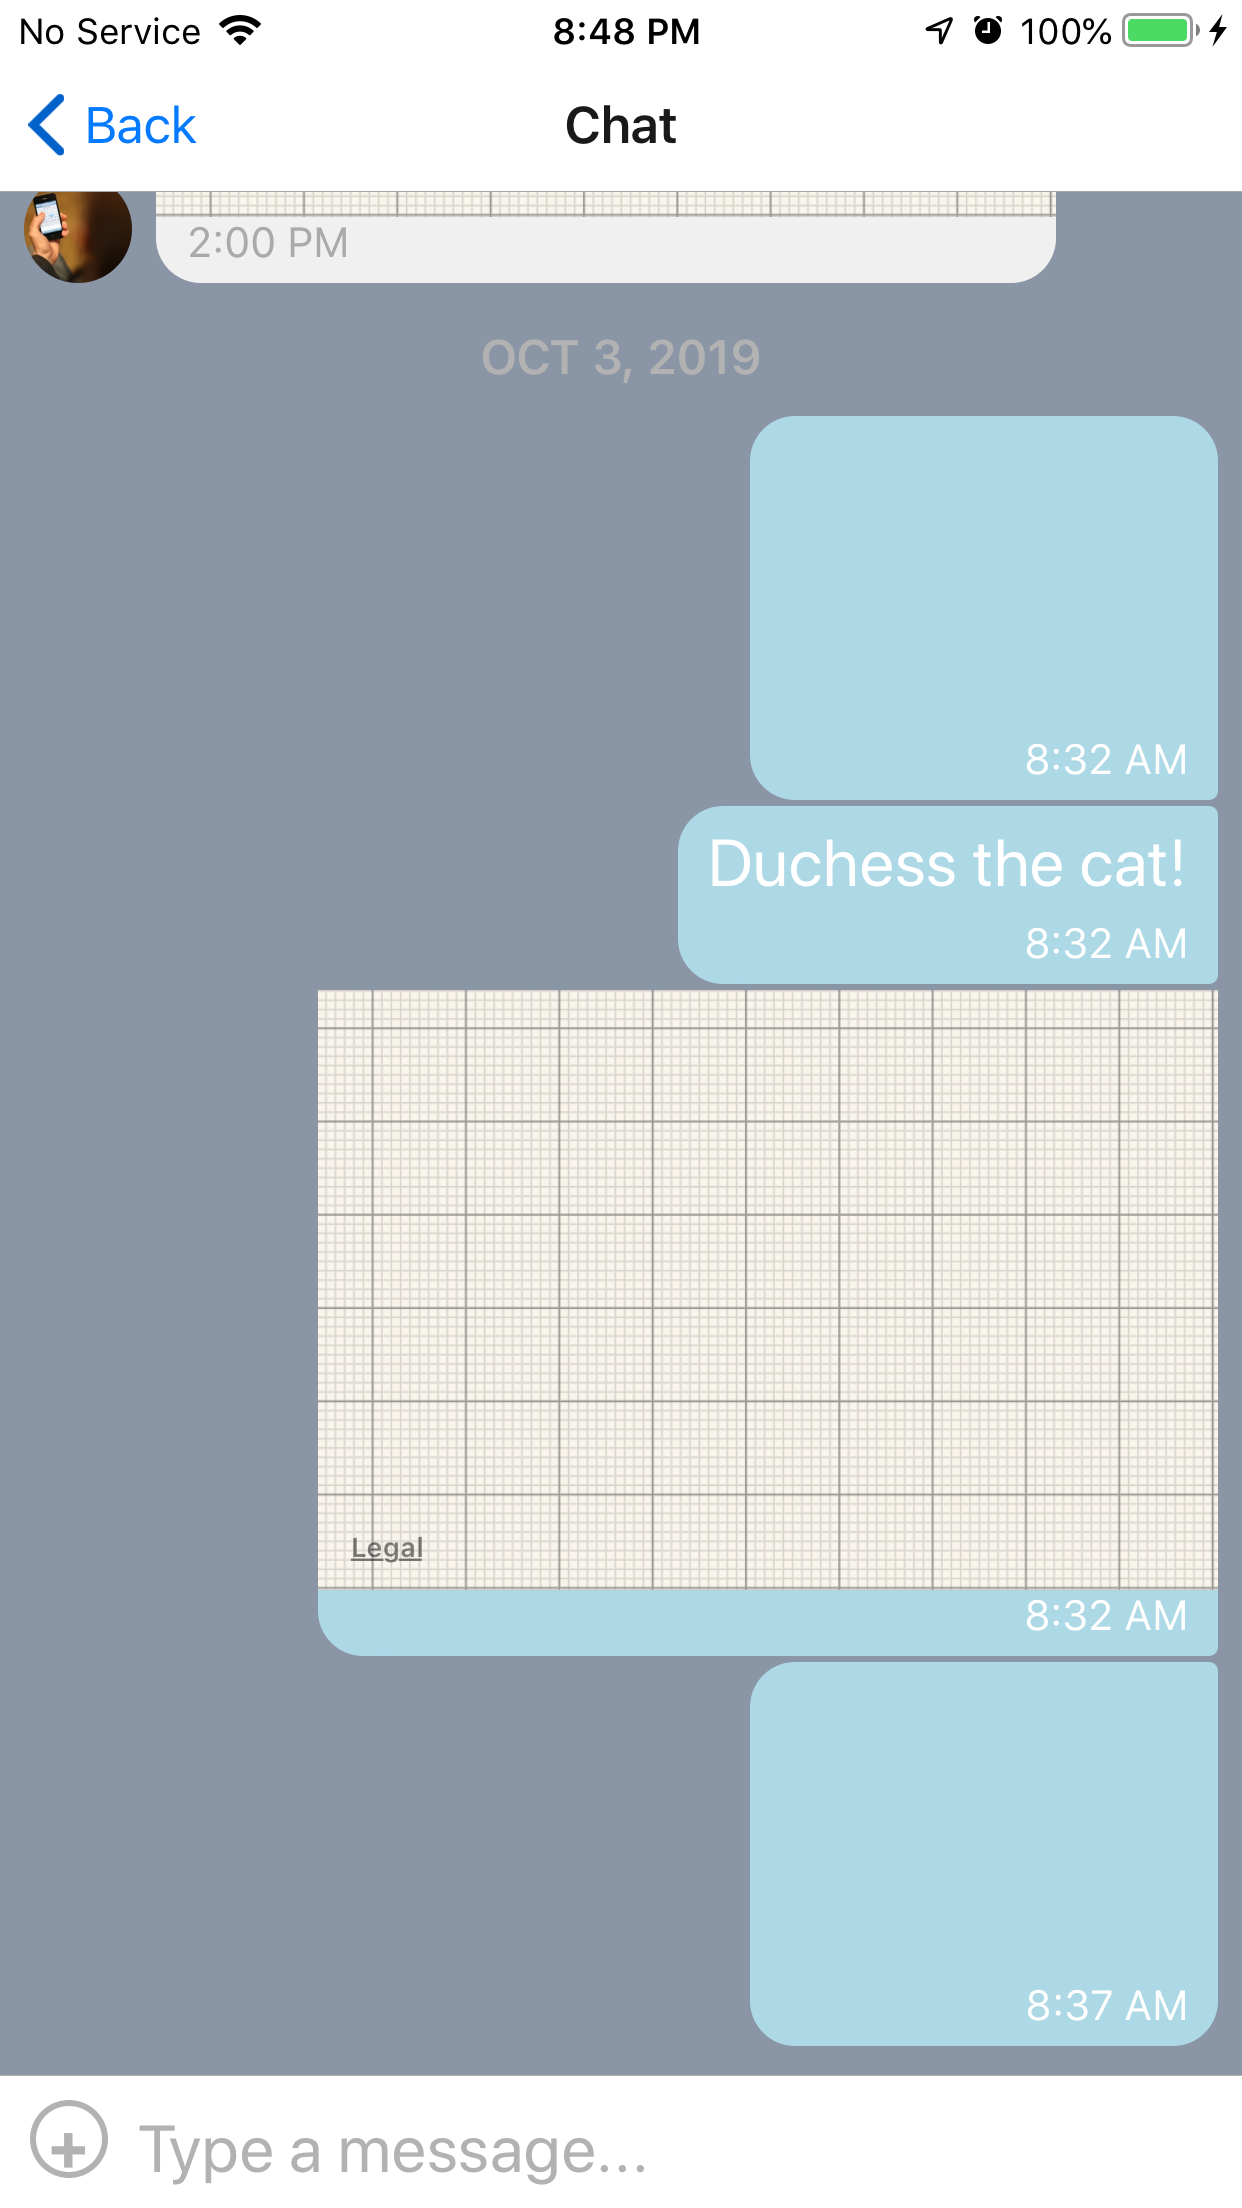 No Service 8:48 PM 100%
Back Chat
2:00 PM
OCT 3, 2019
8:32 AM
Duchess the cat!
8:32 AM
Legal
8:32 AM
8:37 AM
Type a message...